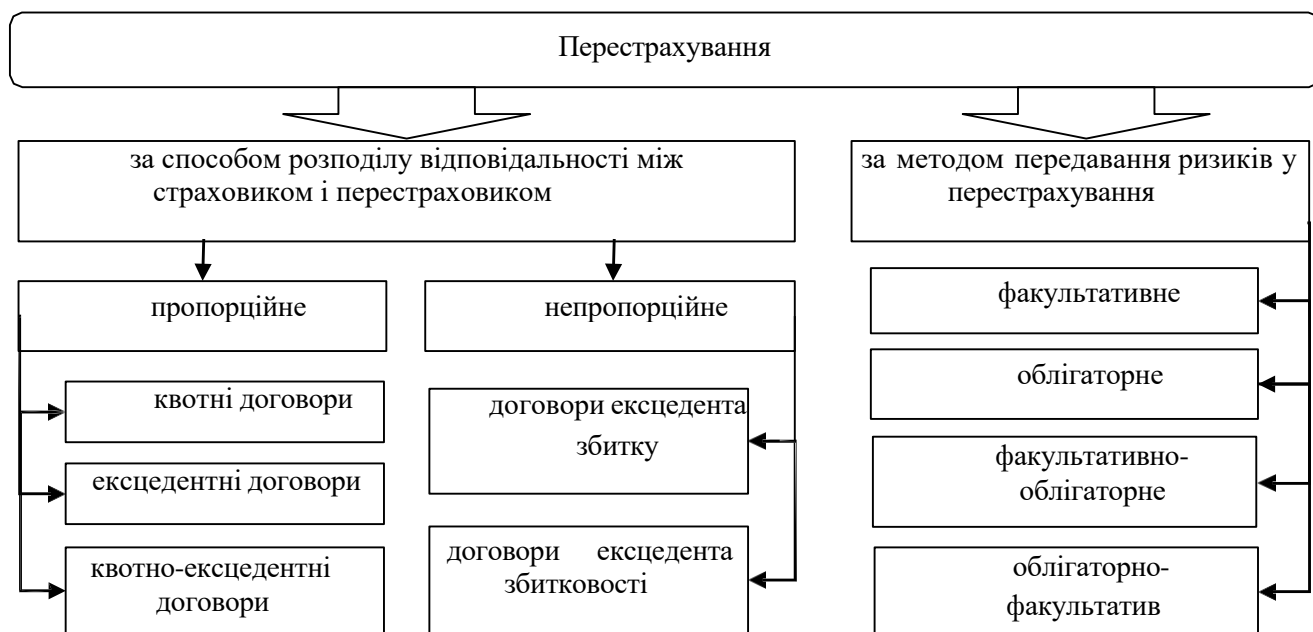 Перестрахування
за способом розподілу відповідальності між
страховиком і перестраховиком
за методом передавання ризиків у
перестрахування
пропорційне
непропорційне
факультативне
квотні договори
договори ексцедента
збитку
облігаторне
ексцедентні договори
факультативно-
облігаторне
квотно-ексцедентні
договори
договори ексцедента
збитковості
облігаторно-
факультатив